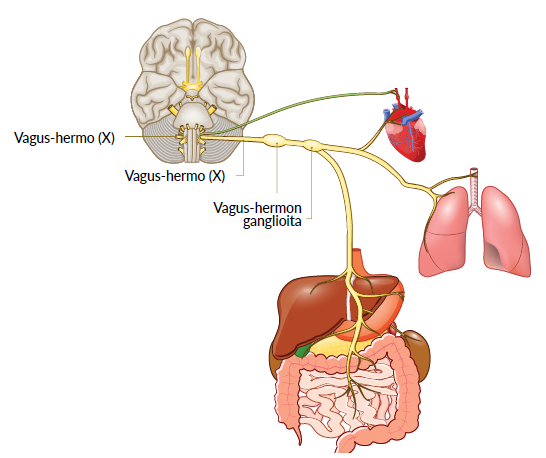 Vagus-hermo (X)
Vagus-hermo (X)
Vagus-hermon
ganglioita